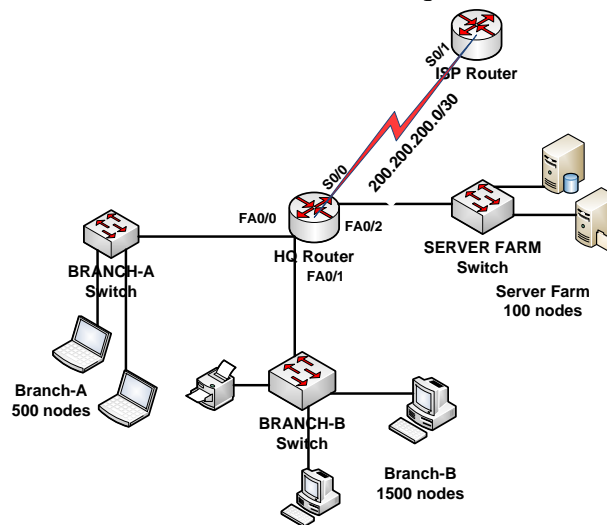 S0/1
ISP Router
200.200.200.0/30
S0/0
FA0/0
FA0/2
HQ Router
FA0/1
BRANCH-A
Switch
SERVER FARM
Switch
Server Farm
100 nodes
Branch-A
500 nodes
BRANCH-B
Switch
Branch-B
1500 nodes